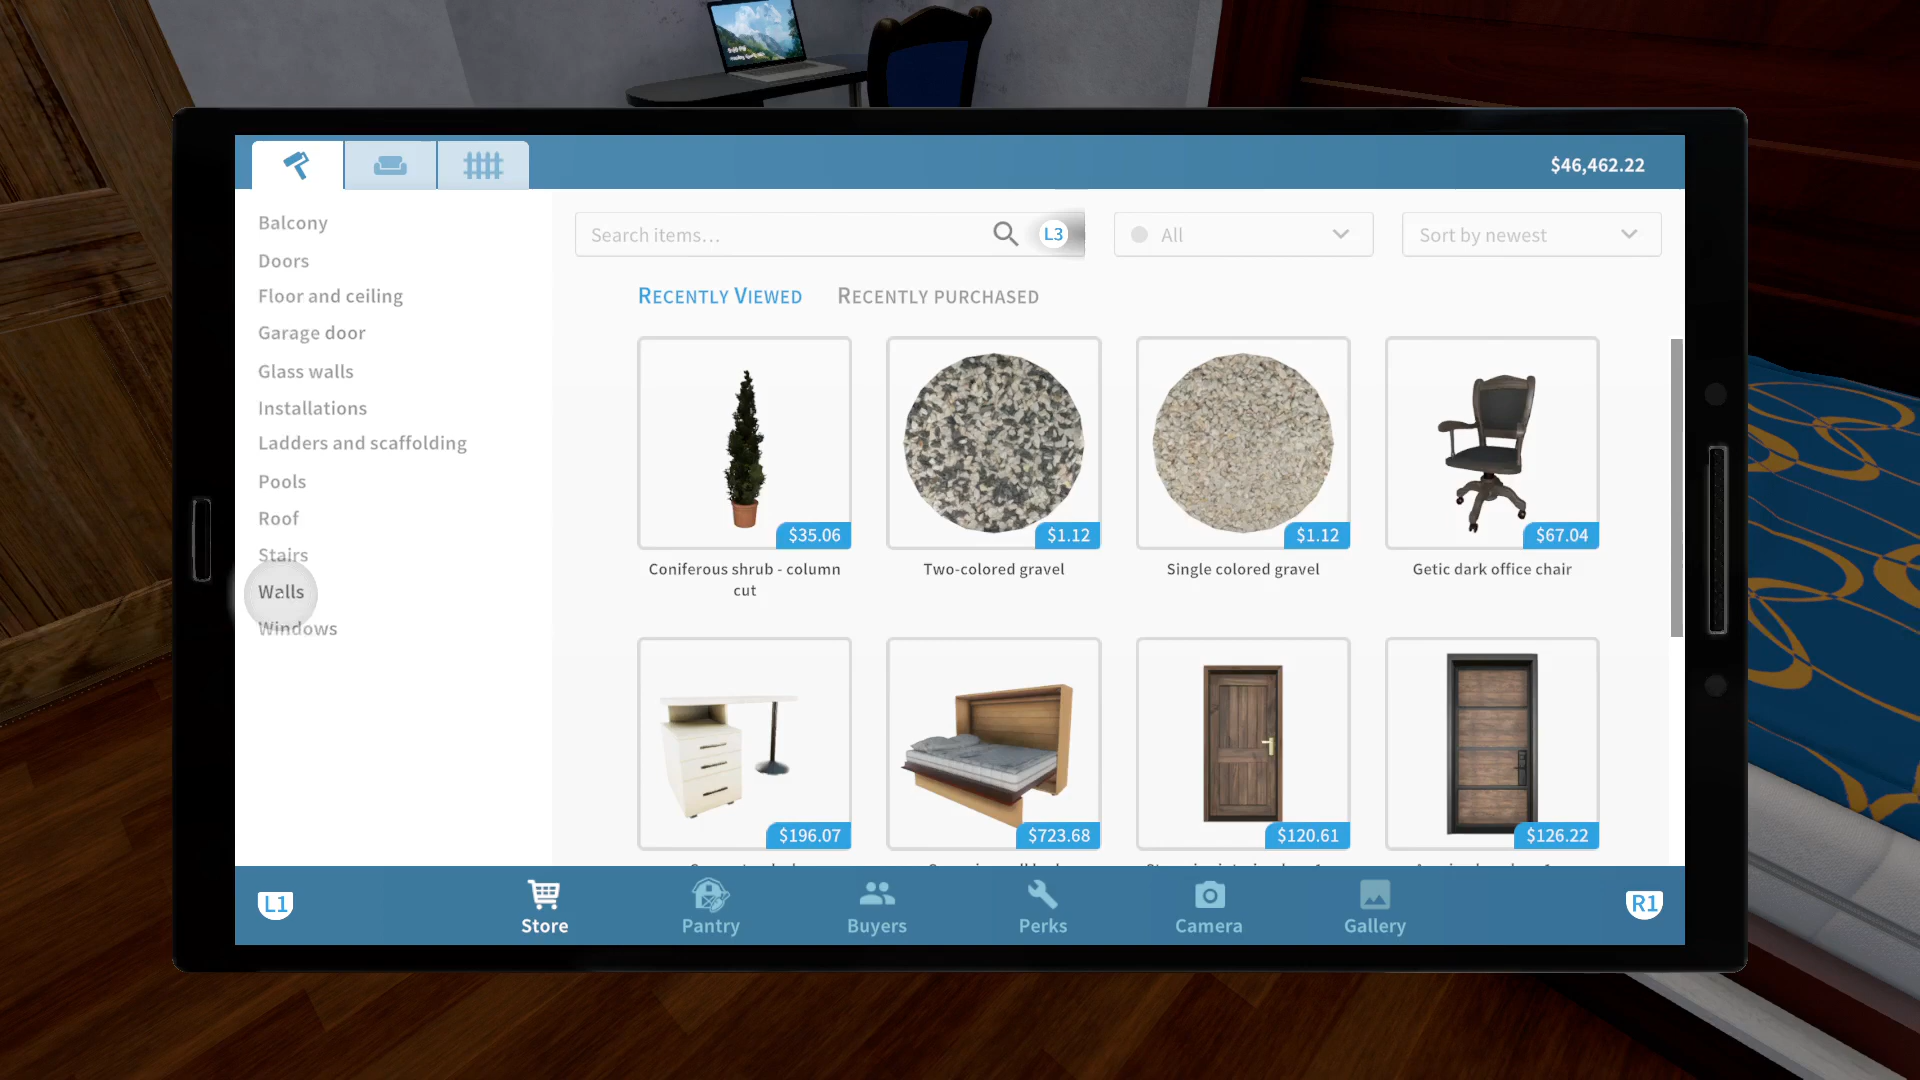 $46,462.22
Balcony
Doors
Floor and ceiling
Garage door
Glass walls
Installations
Ladders and scaffolding
Pools
Roof
Stairs
Walls
Windows
Search items...
L3
All
Sort by newest
RECENTLY VIEWED
RECENTLY PURCHASED
$35.06
$1.12
$1.12
$67.04
Coniferous shrub - column
cut
Two-colored gravel
Single colored gravel
Getic dark office chair
$196.07
$723.68
$120.61
$126.22
L1
Store
Pantry
Buyers
Perks
Camera
Gallery
R1